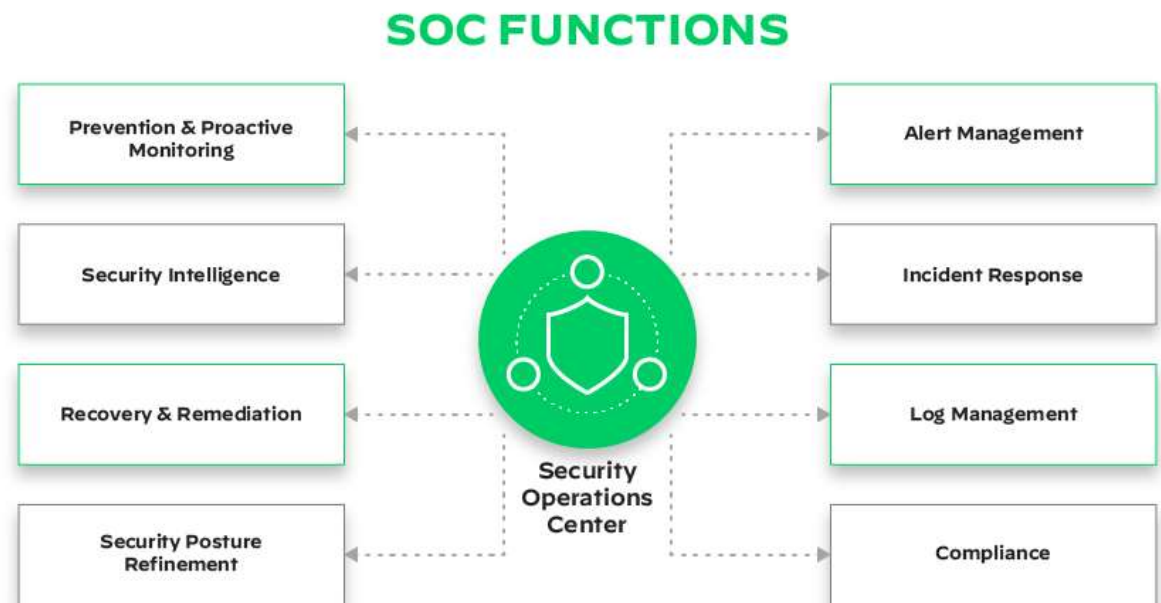 SOC FUNCTIONS
Prevention & Proactive
Monitoring
Alert Management
Security Intelligence
Incident Response
Recovery & Remediation
Log Management
Security
Operations
Center
Security Posture
Refinement
Compliance